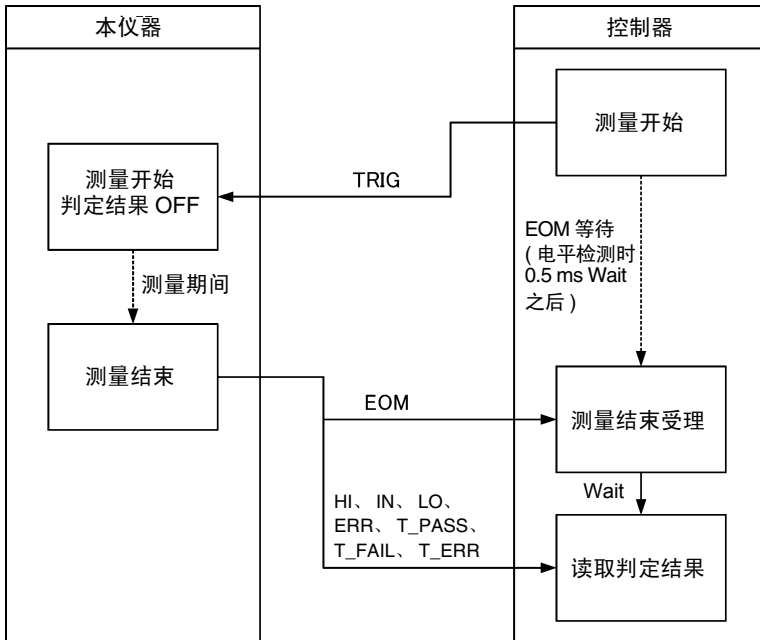 本仪器
控制器
测量开始
测量开始
判定结果 OFF
TRIG
EOM 等待
( 电平检测时
0.5 ms Wait
之后 )
测量期间
测量结束
EOM
测量结束受理
Wait
HI、 IN、 LO、
ERR、 T_PASS、
T_FAIL、 T_ERR
读取判定结果